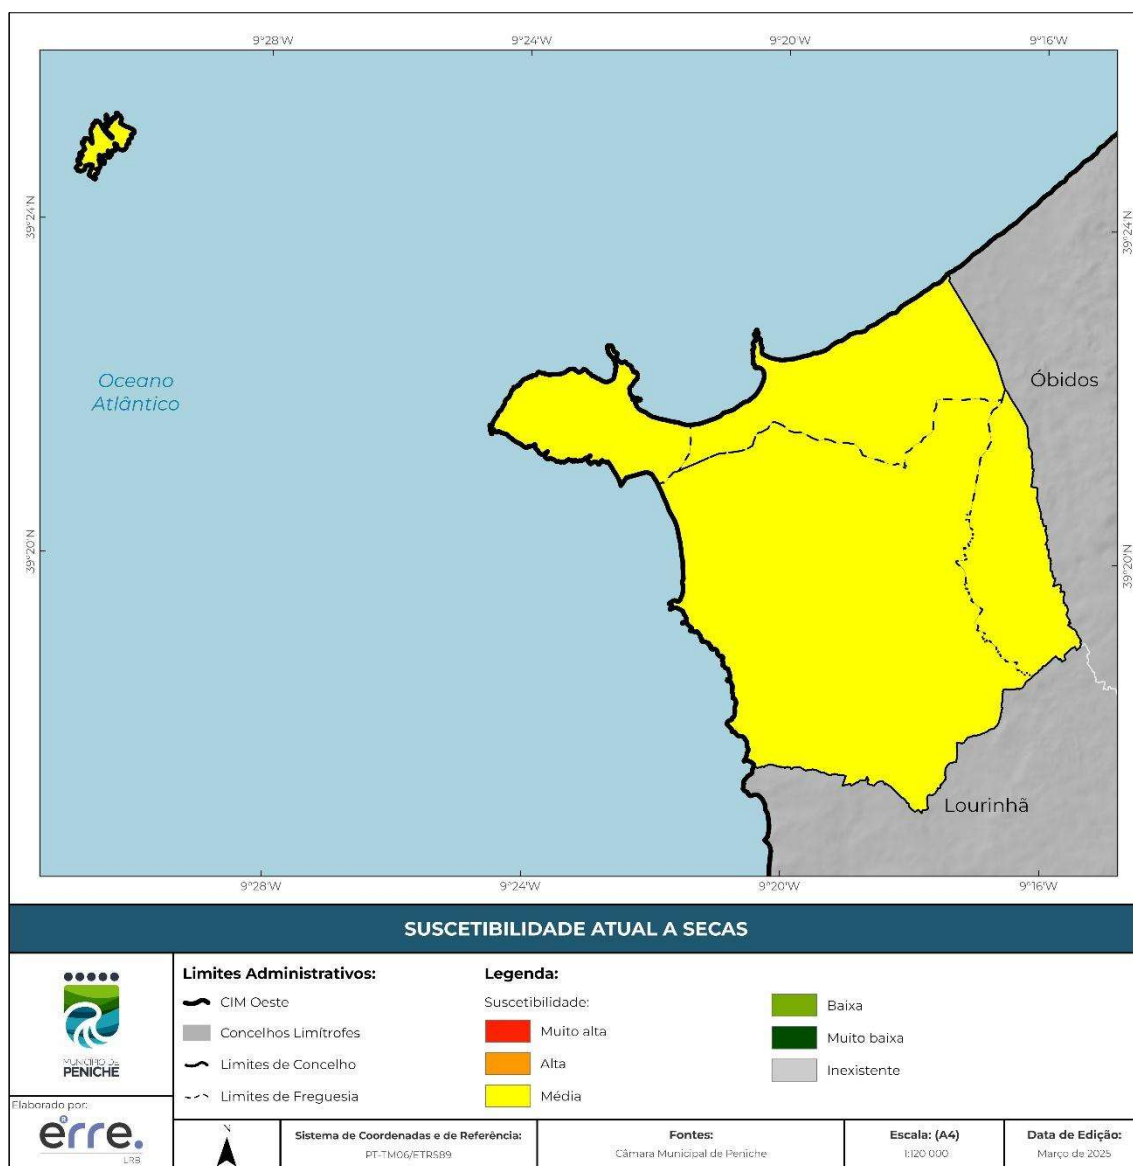 9°28'W
9°24'W
9°20'W
9°16'W
39°24'N
39°24'N
Oceano
Atlântico
Óbidos
39°20'N
39°20'N
Lourinhã
9°28'W
9°24'W
9°20'W
9°16'W
SUSCETIBILIDADE ATUAL A SECAS
MUNICÍPIO DE
PENICHE
Limites Administrativos:
CIM Oeste
Concelhos Limítrofes
Limites de Concelho
Limites de Freguesia
Legenda:
Suscetibilidade:
Muito alta
Alta
Média
Baixa
Muito baixa
Inexistente
Elaborado por:
ërre.
LRB
N
Sistema de Coordenadas e de Referência:
PT-TM06/ETRS89
Fontes:
Câmara Municipal de Peniche
Escala: (A4)
1:120 000
Data de Edição:
Março de 2025